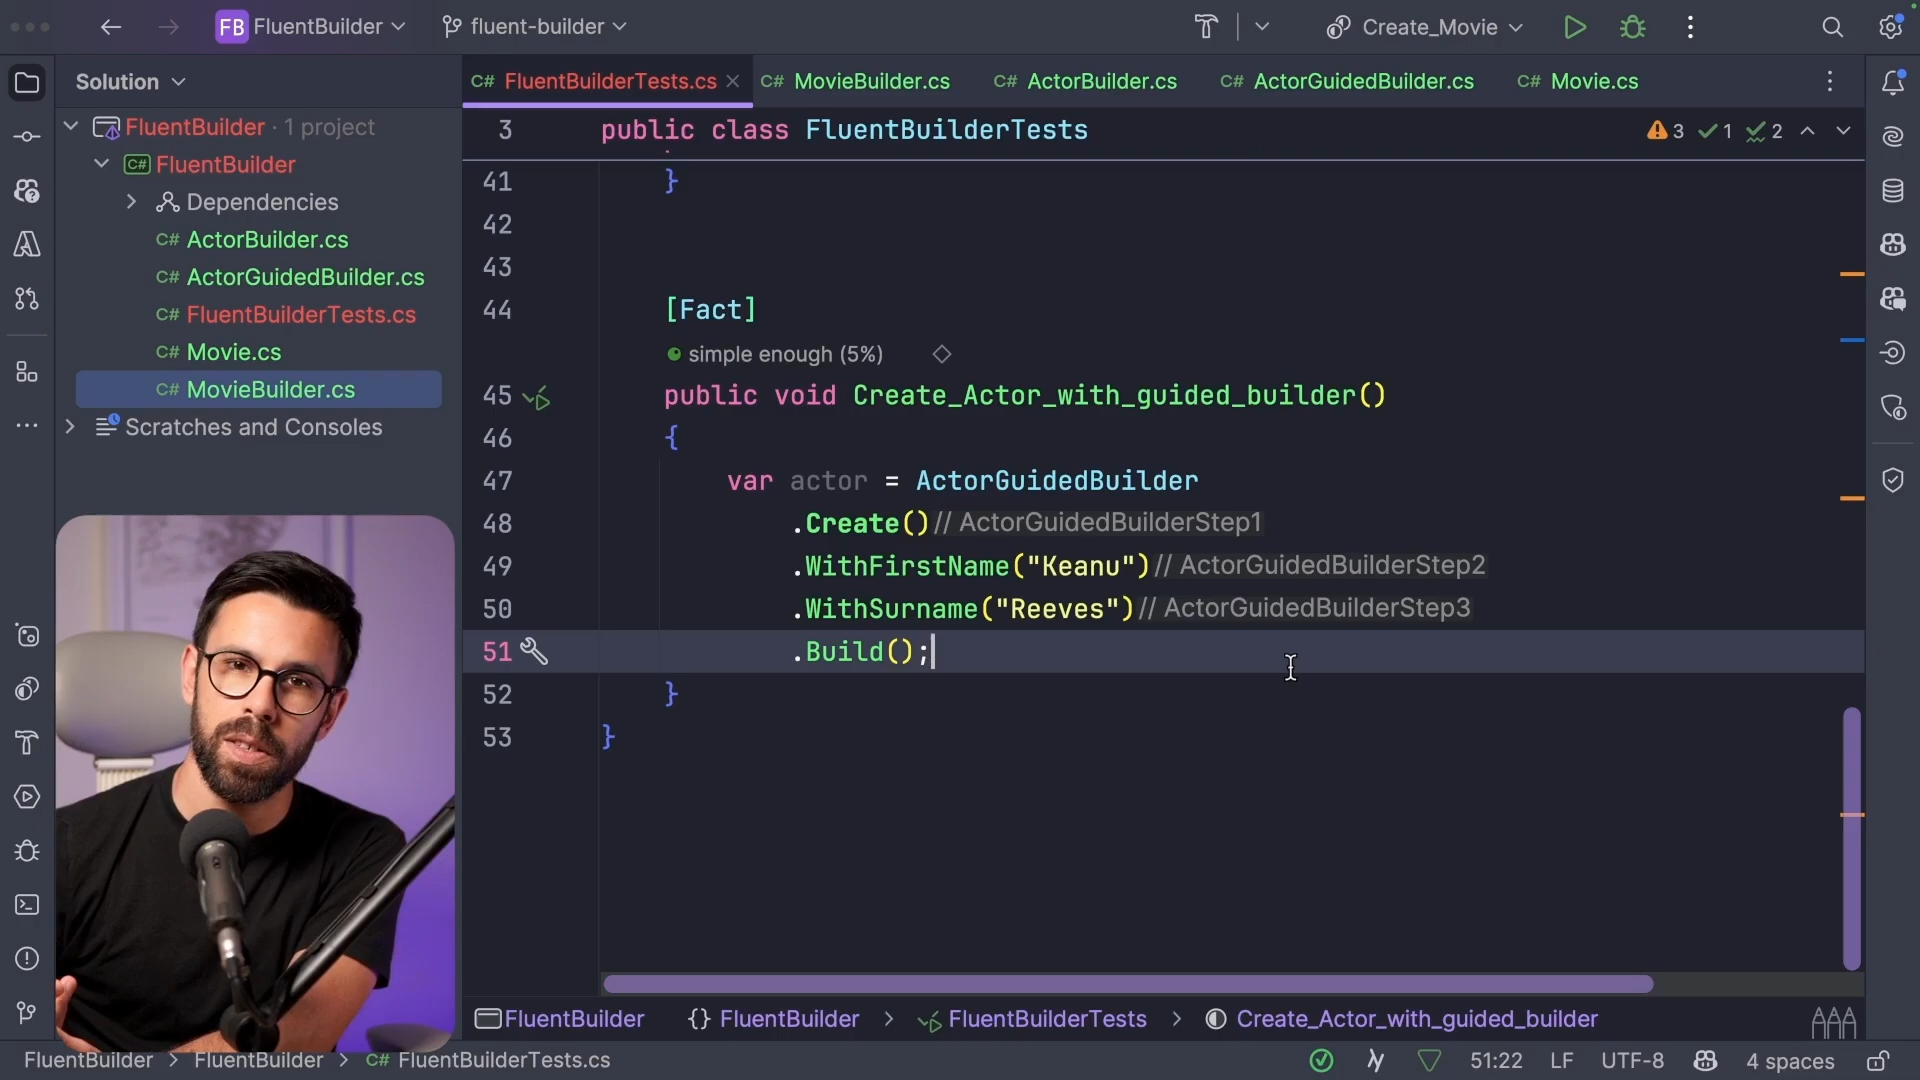 FB FluentBuilder
fluent-builder
Create_Movie
Solution
C# FluentBuilderTests.cs
C# MovieBuilder.cs
C# ActorBuilder.cs
C# ActorGuidedBuilder.cs
C# Movie.cs
FluentBuilder · 1 project
C# FluentBuilder
Dependencies
C# ActorBuilder.cs
C# ActorGuidedBuilder.cs
C# FluentBuilderTests.cs
C# Movie.cs
C# MovieBuilder.cs
Scratches and Consoles
3 public class FluentBuilderTests
3 1 2
41 }
42
43
44 [Fact]
simple enough (5%)
45 public void Create_Actor_with_guided_builder()
46 {
47 var actor = ActorGuidedBuilder
48 .Create() // ActorGuidedBuilderStep1
49 .WithFirstName("Keanu") // ActorGuidedBuilderStep2
50 .WithSurname("Reeves") // ActorGuidedBuilderStep3
51 .Build();
52 }
53 }
FluentBuilder {} FluentBuilder > FluentBuilderTests > Create_Actor_with_guided_builder
FluentBuilder > FluentBuilder > C# FluentBuilderTests.cs
51:22 LF UTF-8 4 spaces